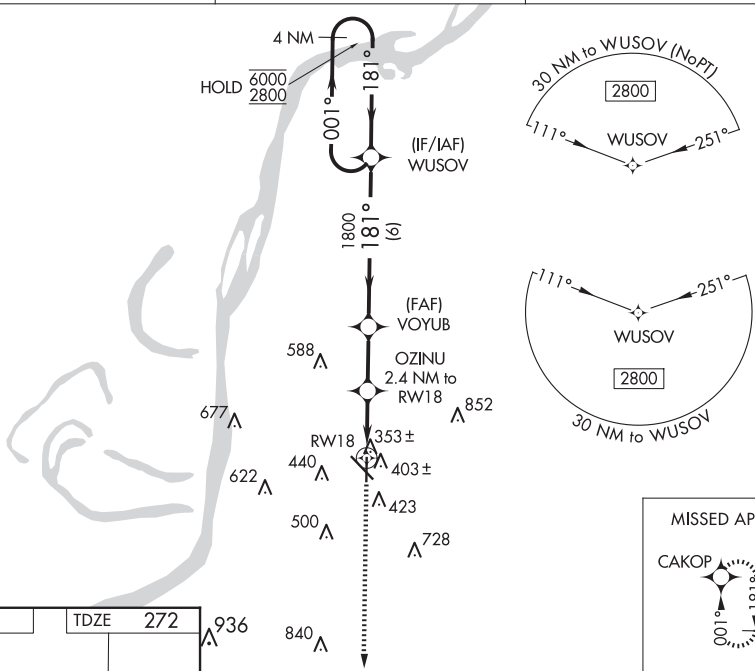 4 NM
HOLD
6000
2800
001°
181°
(IF/IAF)
WUSOV
1800
181°
(6)
(FAF)
VOYUB
OZINU
2.4 NM to
RW18
RW18
588
677
852
353±
403±
440
622
423
500
728
936
840
30 NM to WUSOV (NoPT)
2800
111°
WUSOV
251°
111°
251°
WUSOV
2800
30 NM to WUSOV
MISSED AP
CAKOP
001°
181°
TDZE 272